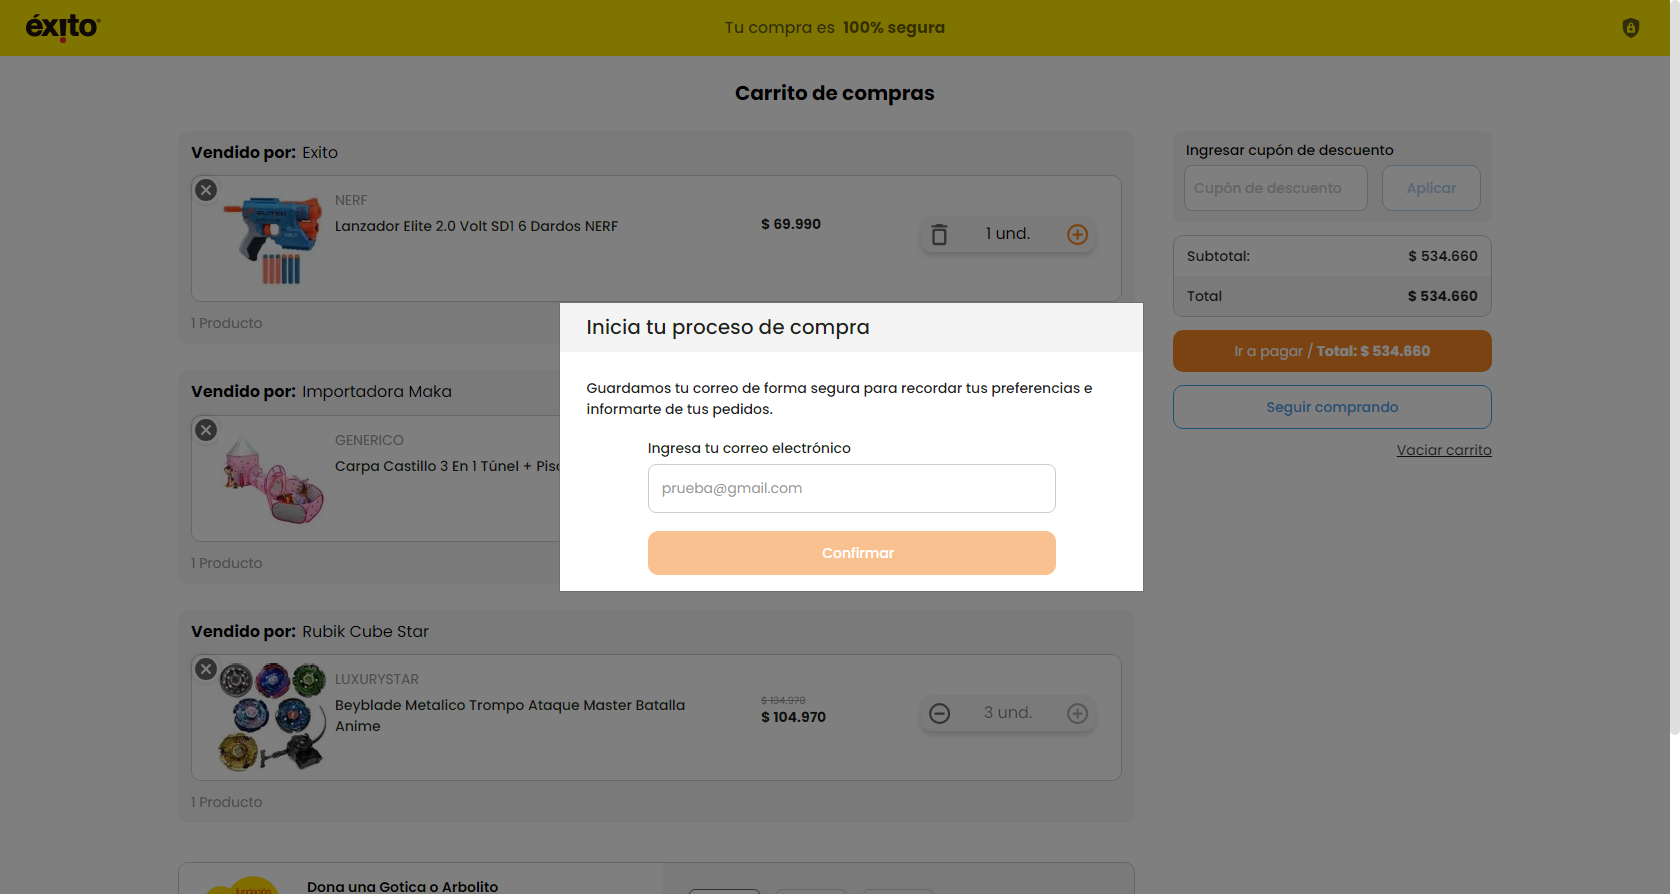 éxito
Tu compra es 100% segura
Carrito de compras
Vendido por: Exito
NERF
Lanzador Elite 2.0 Volt SD1 6 Dardos NERF
$ 69.990
1 und.
1 Producto
Vendido por: Importadora Maka
GENERICO
Carpa Castillo 3 En 1 Túnel +
1 Producto
Vendido por: Rubik Cube Star
LUXURYSTAR
Beyblade Metalico Trompo Ataque Master Batalla
Anime
$ 134.970
$ 104.970
3 und.
1 Producto
fundación
Dona una Gotica o Arbolito
Ingresar cupón de descuento
Cupón de descuento
Aplicar
Subtotal: $ 534.660
Total $ 534.660
Ir a pagar / Total: $ 534.660
Seguir comprando
Vaciar carrito
Inicia tu proceso de compra
Guardamos tu correo de forma segura para recordar tus preferencias e
informarte de tus pedidos.
Ingresa tu correo electrónico
prueba@gmail.com
Confirmar